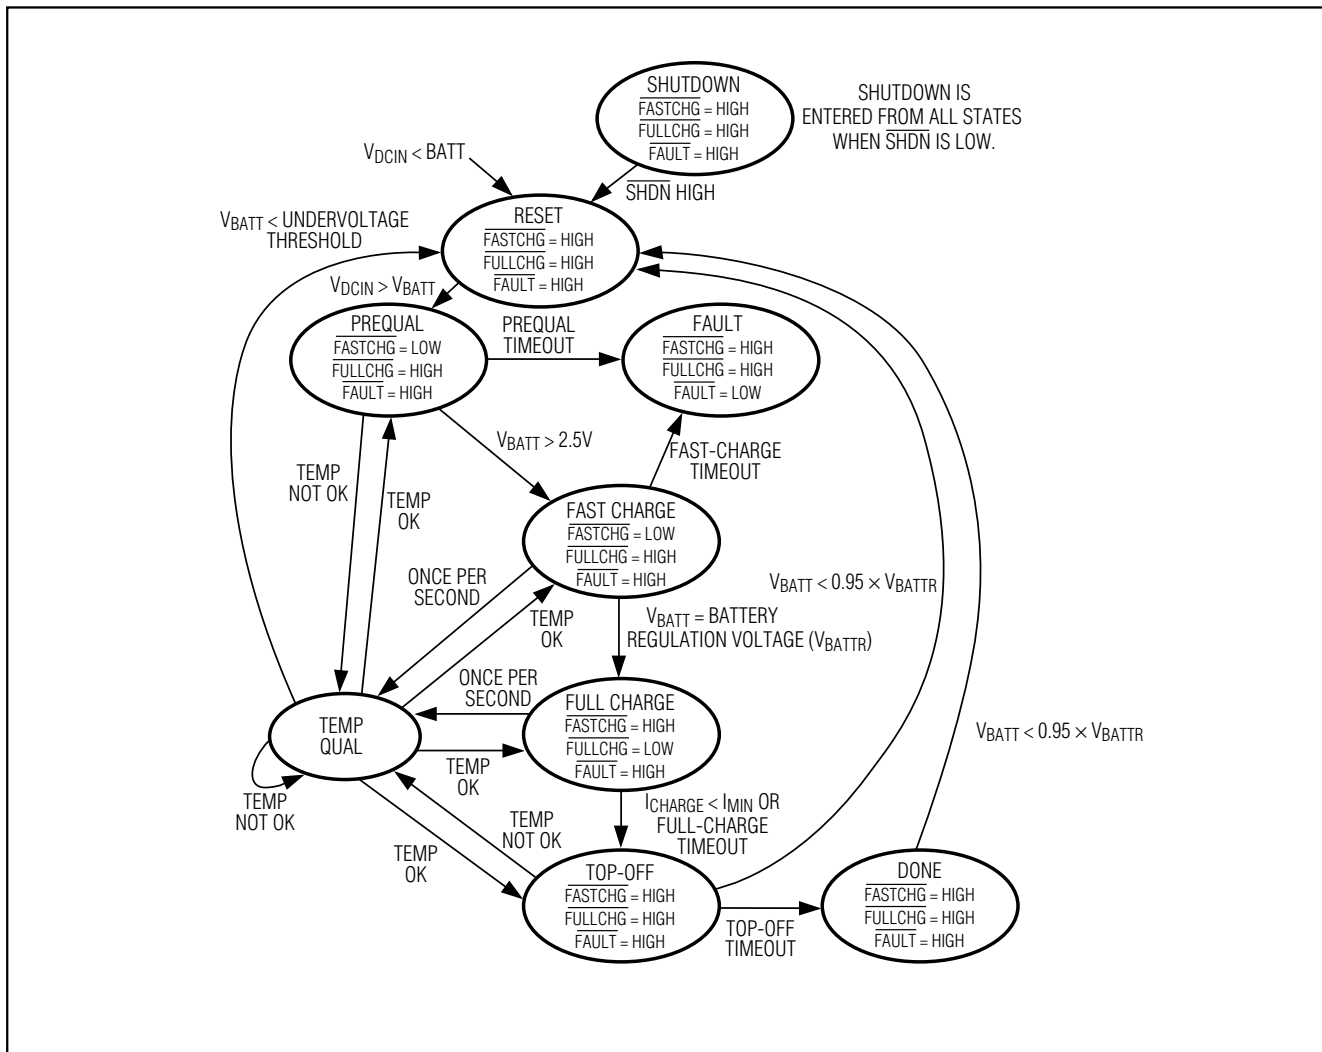 SHUTDOWN
FASTCHG = HIGH
FULLCHG = HIGH
FAULT = HIGH
SHUTDOWN IS
ENTERED FROM ALL STATES
WHEN SHDN IS LOW.
VDCIN < BATT
SHDN HIGH
VBATT < UNDERVOLTAGE
THRESHOLD
RESET
FASTCHG = HIGH
FULLCHG = HIGH
FAULT = HIGH
VDCIN > VBATT
PREQUAL
FASTCHG = LOW
FULLCHG = HIGH
FAULT = HIGH
PREQUAL
TIMEOUT
FAULT
FASTCHG = HIGH
FULLCHG = HIGH
FAULT = LOW
VBATT > 2.5V
FAST-CHARGE
TIMEOUT
TEMP
NOT OK
TEMP
OK
FAST CHARGE
FASTCHG = LOW
FULLCHG = HIGH
FAULT = HIGH
ONCE PER
SECOND
TEMP
OK
VBATT < 0.95 × VBATTR
VBATT = BATTERY
REGULATION VOLTAGE (VBATTR)
ONCE PER
SECOND
FULL CHARGE
FASTCHG = HIGH
FULLCHG = LOW
FAULT = HIGH
TEMP
QUAL
VBATT < 0.95 × VBATTR
TEMP
OK
TEMP
NOT OK
TEMP
NOT OK
ICHARGE < IMIN OR
FULL-CHARGE
TIMEOUT
TEMP
OK
TOP-OFF
FASTCHG = HIGH
FULLCHG = HIGH
FAULT = HIGH
TOP-OFF
TIMEOUT
DONE
FASTCHG = HIGH
FULLCHG = HIGH
FAULT = HIGH